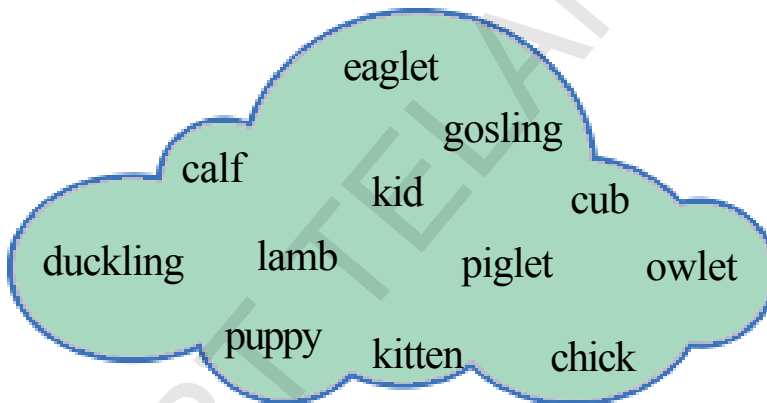 eaglet
gosling
calf
kid
cub
duckling
lamb
piglet
owlet
puppy
kitten
chick